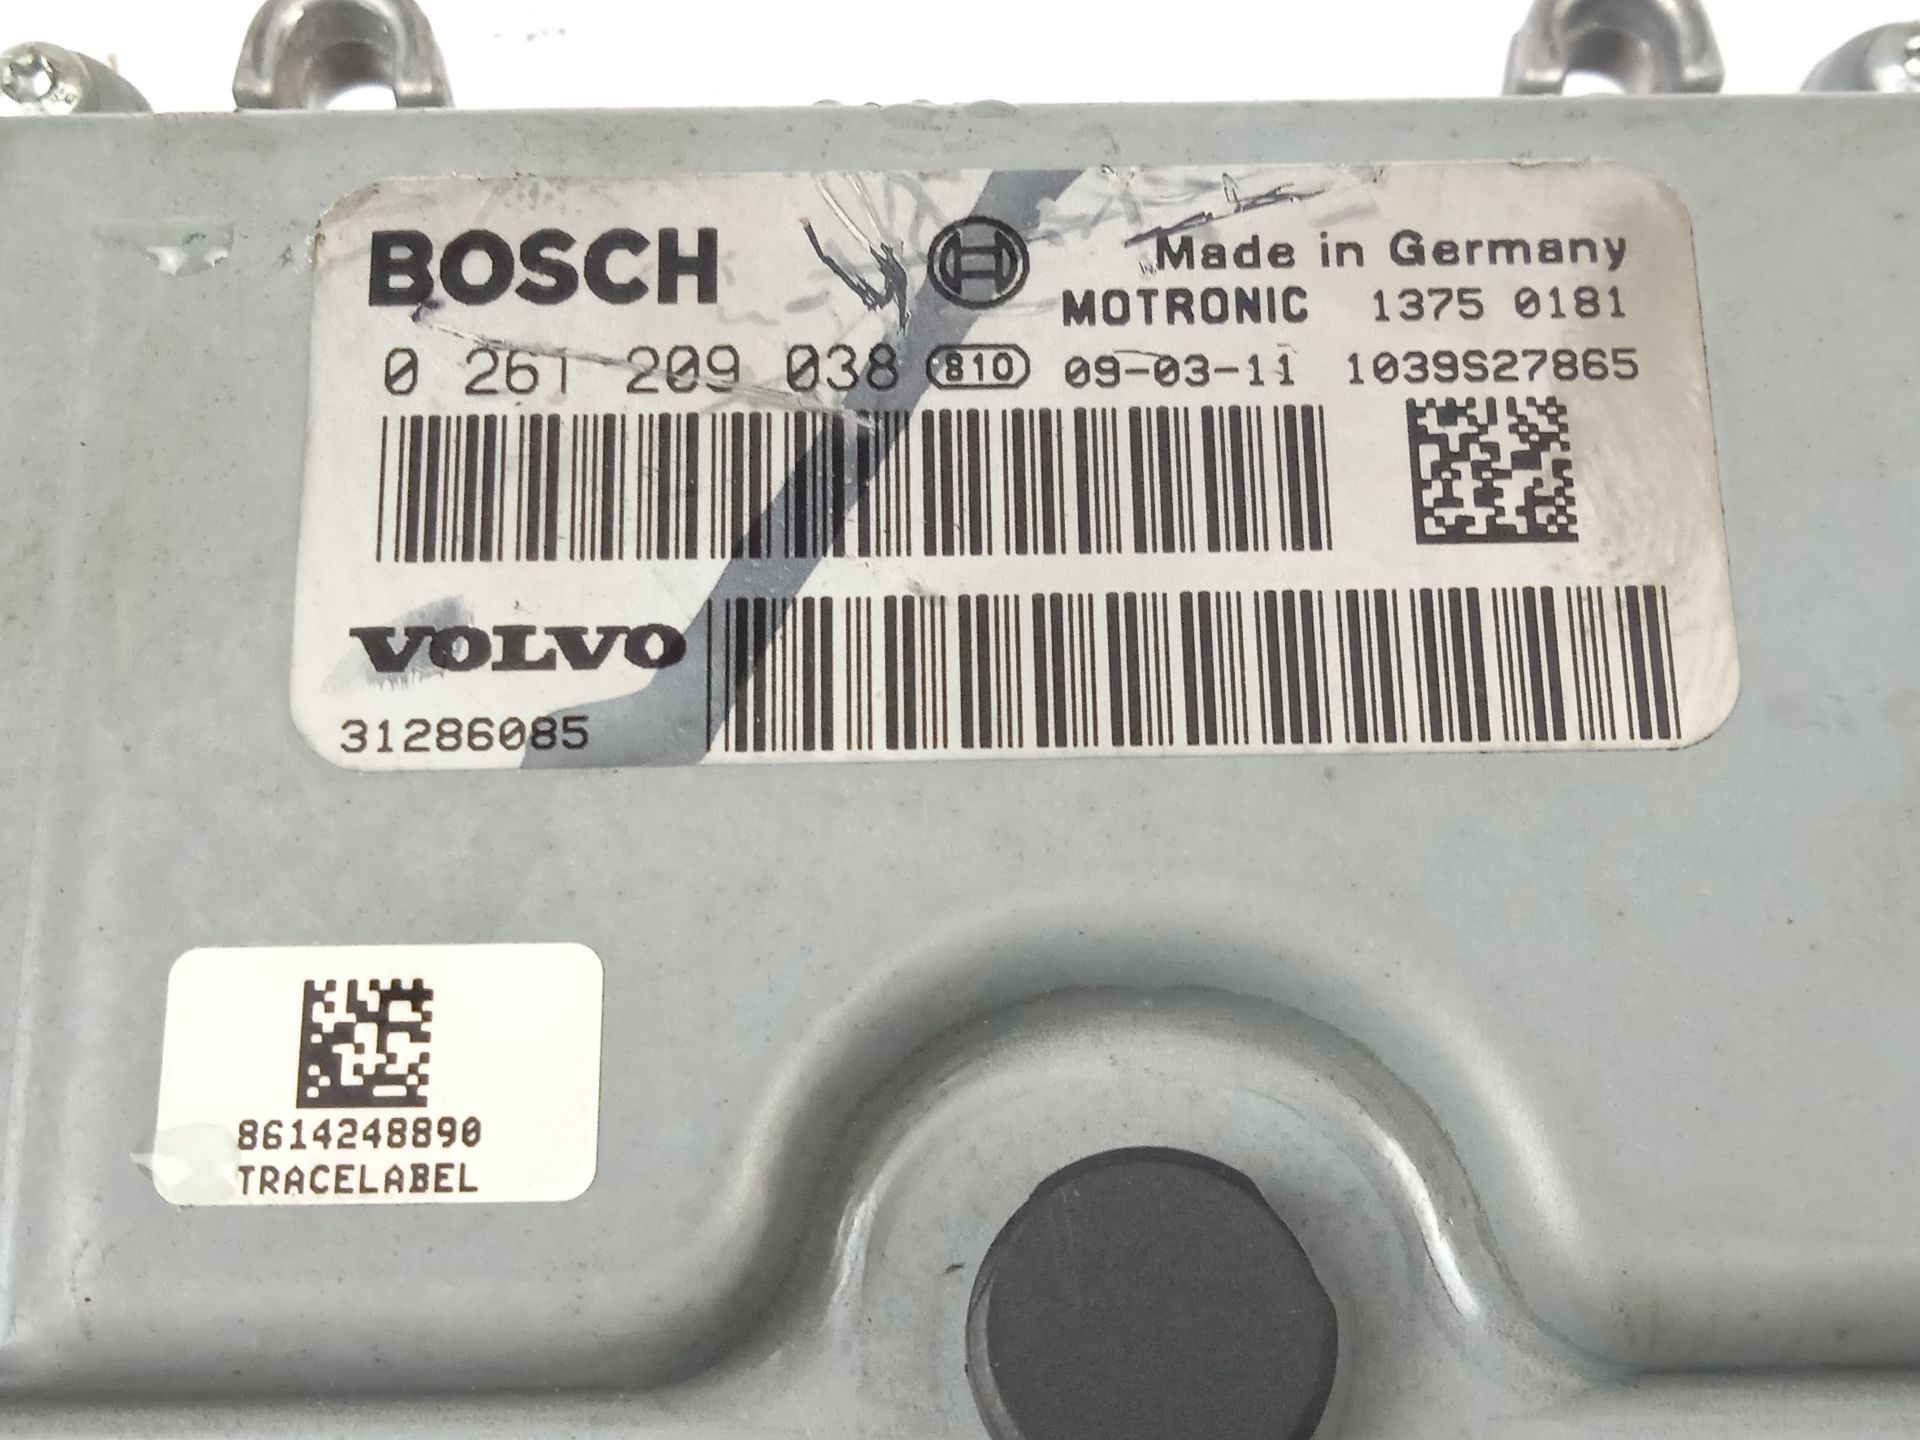 BOSCH
Made in Germany
MOTRONIC 1375 0181
0 261 209 038 810 09-03-11 1039S27865
VOLVO
31286085
8614248890
TRACELABEL